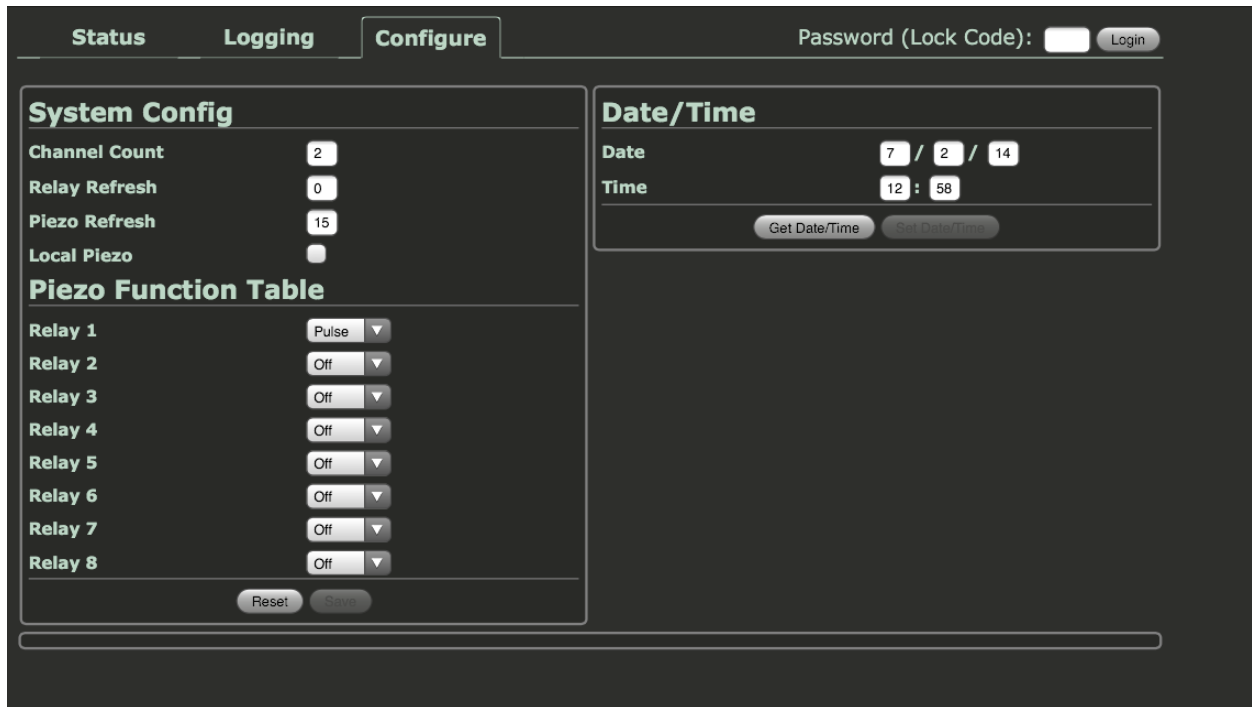 Status Logging Configure Password (Lock Code): Login
System Config
Channel Count 2
Relay Refresh 0
Piezo Refresh 15
Local Piezo
Piezo Function Table
Relay 1 Pulse
Relay 2 Off
Relay 3 Off
Relay 4 Off
Relay 5 Off
Relay 6 Off
Relay 7 Off
Relay 8 Off
Reset Save
Date/Time
Date 7 / 2 / 14
Time 12 : 58
Get Date/Time Set Date/Time